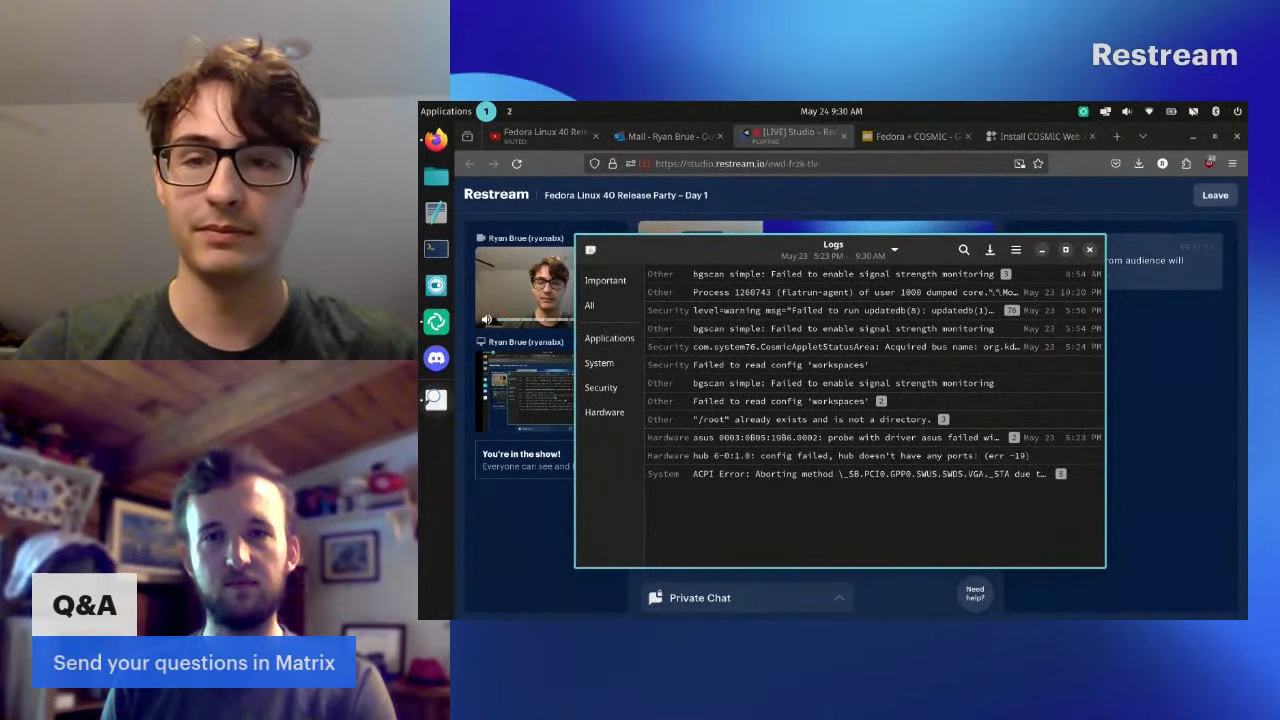 Restream
Applications 1 2 May 24 9:30 AM
Fedora Linux 40 Rele
MUTED
Mail - Ryan Brue - Ou
[LIVE] Studio – Re
PLAYING
Fedora + COSMIC - G
Install COSMIC Web
https://studio.restream.io/ewd-frzk-tlv
Restream Fedora Linux 40 Release Party – Day 1 Leave
Ryan Brue (ryanabx)
rom audience will
Ryan Brue (ryanabx)
You're in the show!
Everyone can see and
Logs
May 23 5:23 PM - 9:30 AM
Important
All
Applications
System
Security
Hardware
Other bgscan simple: Failed to enable signal strength monitoring 3 8:54 AM
Other Process 1260743 (flatrun-agent) of user 1000 dumped core. May 23 10:20 PM
Security level=warning msg="Failed to run updatedb(8): updatedb(1)… 76 May 23 5:56 PM
Other bgscan simple: Failed to enable signal strength monitoring May 23 5:54 PM
Security com.system76.CosmicAppletStatusArea: Acquired bus name: org.kd… May 23 5:24 PM
Security Failed to read config 'workspaces'
Other bgscan simple: Failed to enable signal strength monitoring
Other Failed to read config 'workspaces' 2
Other "/root" already exists and is not a directory. 3
Hardware asus 0003:0B05:19B6.0002: probe with driver asus failed wi… 2 May 23 5:23 PM
Hardware hub 6-0:1.0: config failed, hub doesn't have any ports! (err -19)
System ACPI Error: Aborting method \_SB.PCI0.GPP0.SWUS.SWDS.VGA._STA due t… 8
Private Chat
Need
help?
Q&A
Send your questions in Matrix